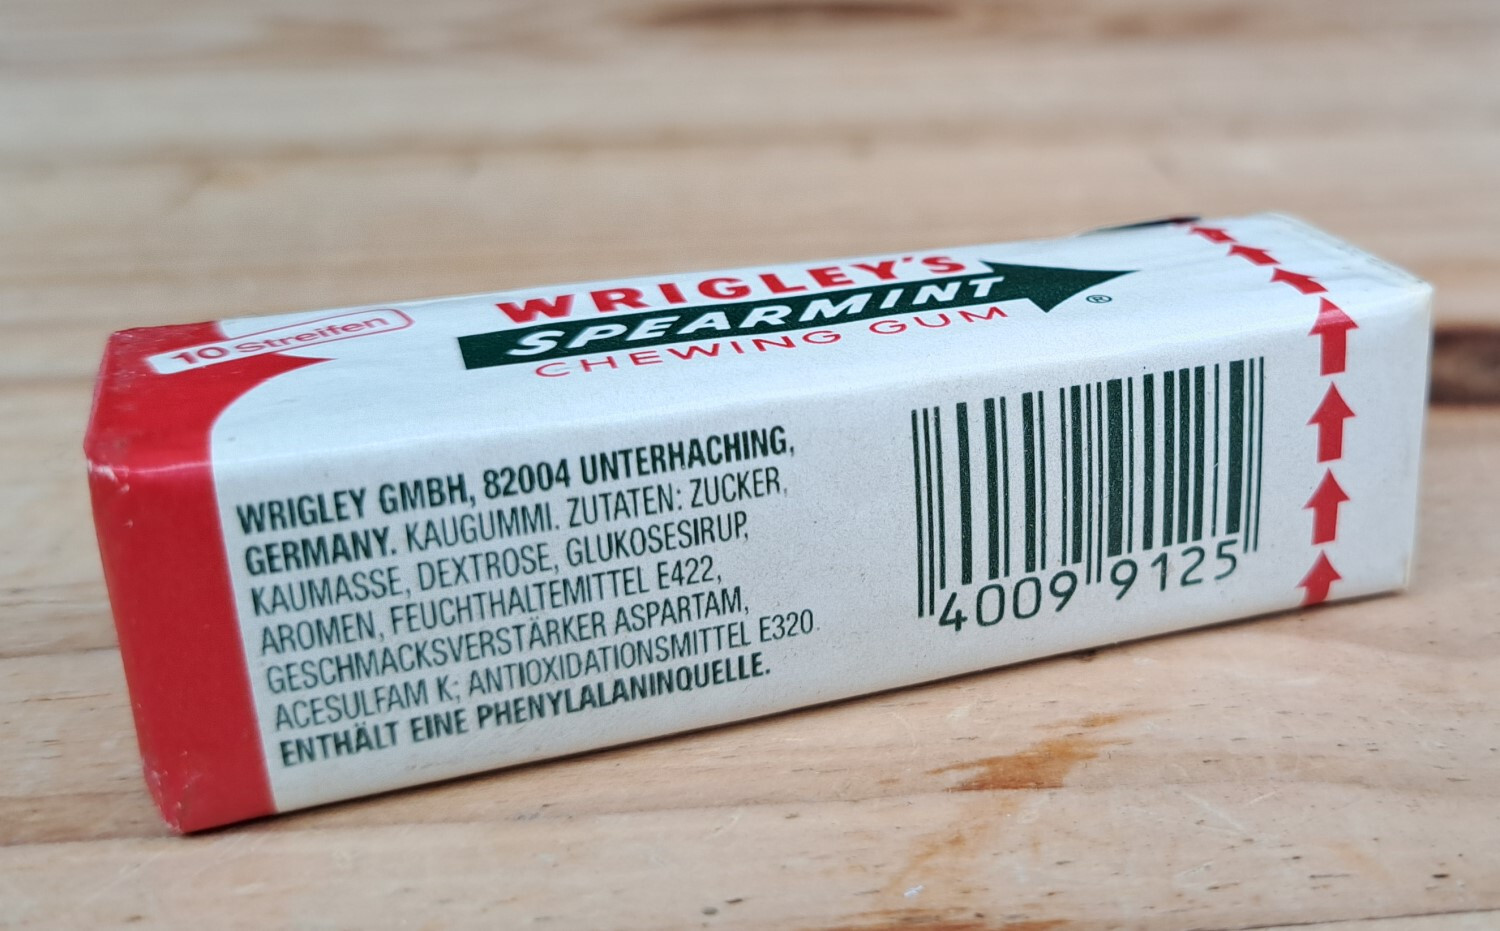 10 Streifen
WRIGLEY'S
SPEARMINT
CHEWING GUM
®
WRIGLEY GMBH, 82004 UNTERHACHING,
GERMANY. KAUGUMMI. ZUTATEN: ZUCKER,
KAUMASSE, DEXTROSE, GLUKOSESIRUP,
AROMEN, FEUCHTHALTEMITTEL E422,
GESCHMACKSVERSTÄRKER ASPARTAM,
ACESULFAM K; ANTIOXIDATIONSMITTEL E320.
ENTHÄLT EINE PHENYLALANINQUELLE.
4009 9125